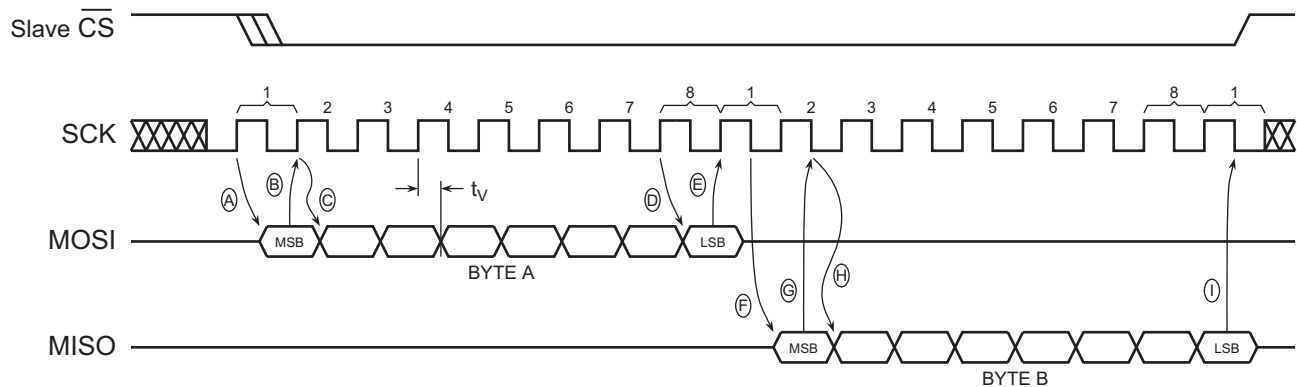 Slave C̅S̅
1 2 3 4 5 6 7 8 1 2 3 4 5 6 7 8 1
SCK
A B C tV D E
MOSI MSB LSB
BYTE A
F G H I
MISO MSB LSB
BYTE B